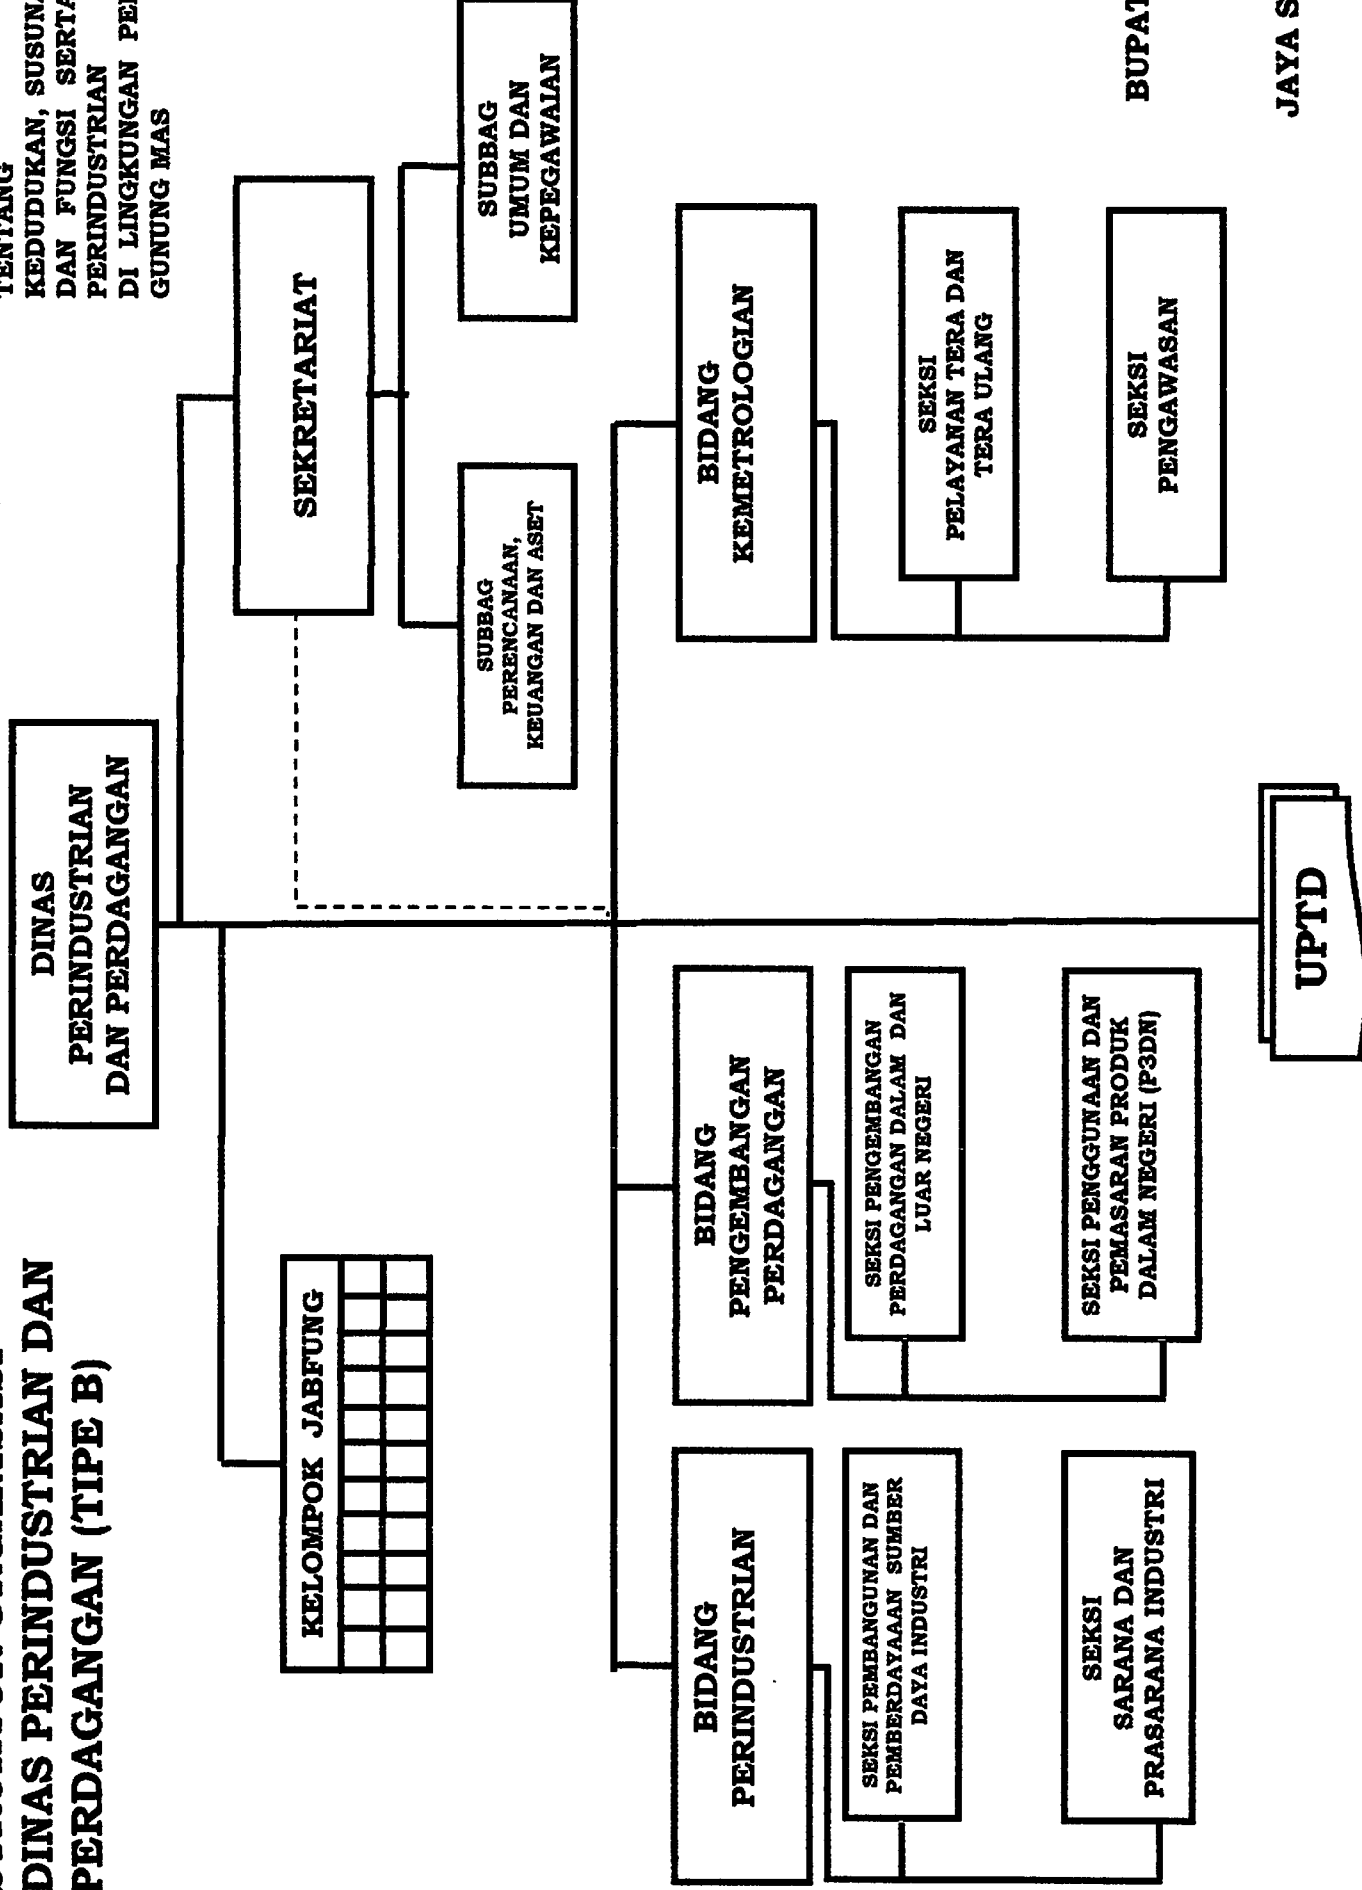 DINAS PERINDUSTRIAN DAN
PERDAGANGAN (TIPE B)
TENTANG
KEDUDUKAN,
DAN FUNGSI SERTA
PERINDUSTRIAN
DI LINGKUNGAN
GUNUNG MAS
DINAS
PERINDUSTRIAN
DAN PERDAGANGAN
SEKRETARIAT
KELOMPOK JABFUNG
SUBBAG
PERENCANAAN,
KEUANGAN DAN ASET
SUBBAG
UMUM DAN
KEPEGAWAIAN
BIDANG
PERINDUSTRIAN
BIDANG
PENGEMBANGAN
PERDAGANGAN
BIDANG
KEMETROLOGIAN
SEKSI PEMBANGUNAN DAN
PEMBERDAYAAAN SUMBER
DAYA INDUSTRI
SEKSI PENGEMBANGAN
PERDAGANGAN DALAM DAN
LUAR NEGERI
SEKSI
PELAYANAN TERA DAN
TERA ULANG
SEKSI
SARANA DAN
PRASARANA INDUSTRI
SEKSI PENGGUNAAN DAN
PEMASARAN PRODUK
DALAM NEGERI (P3DN)
SEKSI
PENGAWASAN
UPTD
BUPAT
JAYA S